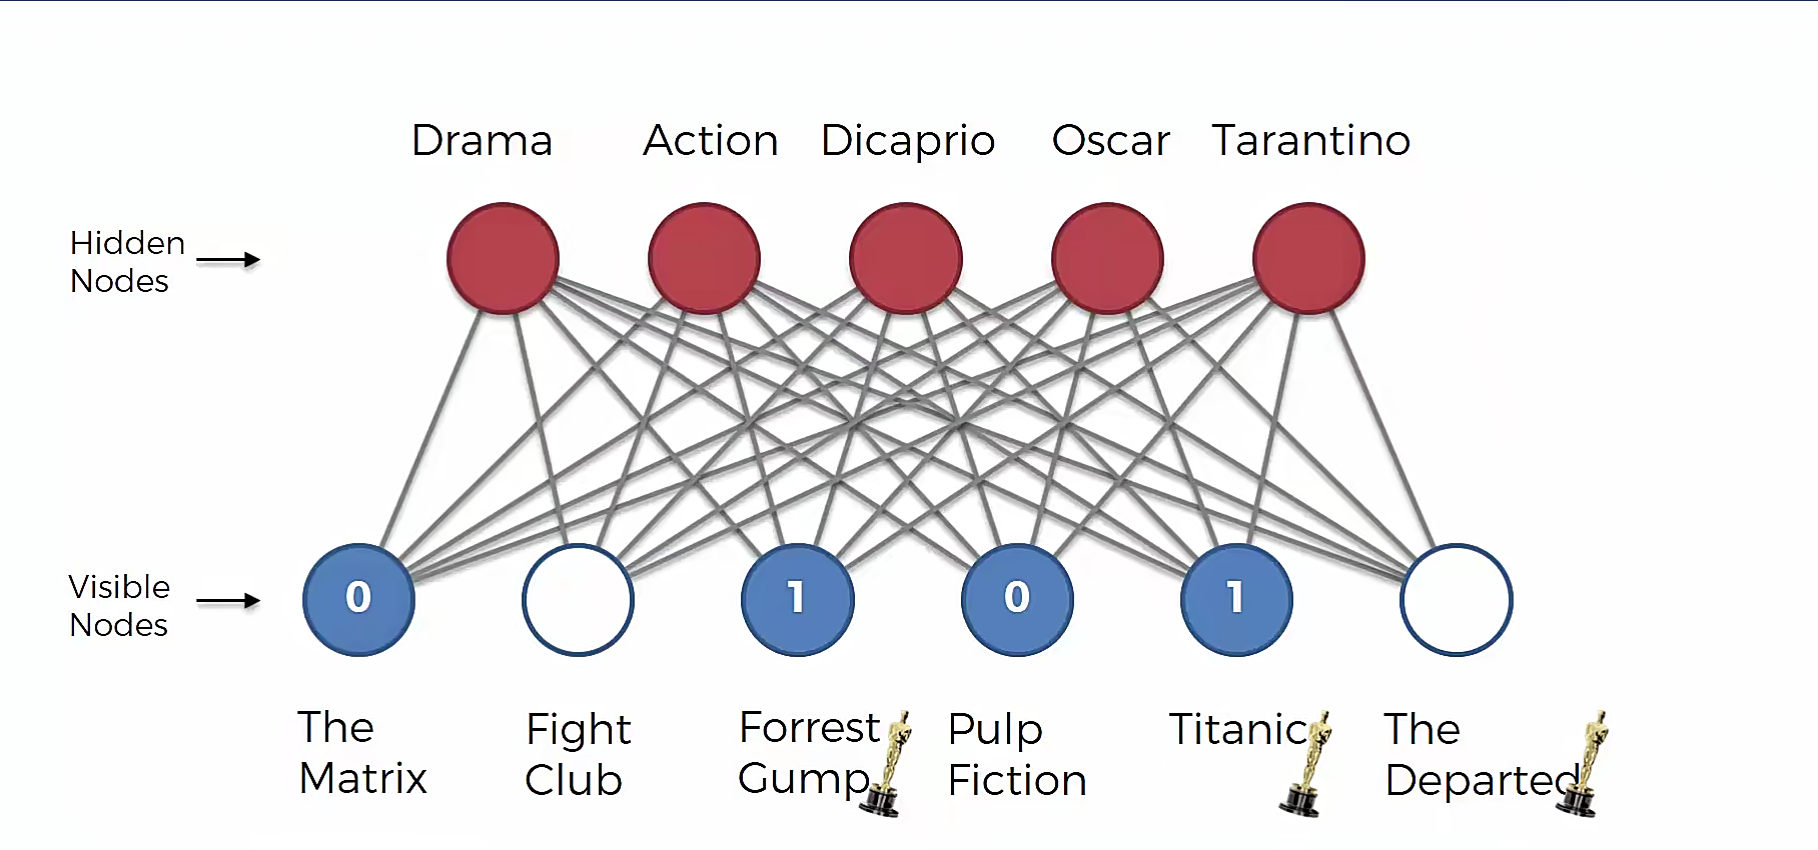 Drama Action Dicaprio Oscar Tarantino
Hidden
Nodes
Visible
Nodes
0 1 0 1
The Fight Forrest Pulp Titanic The
Matrix Club Gump Fiction Departed